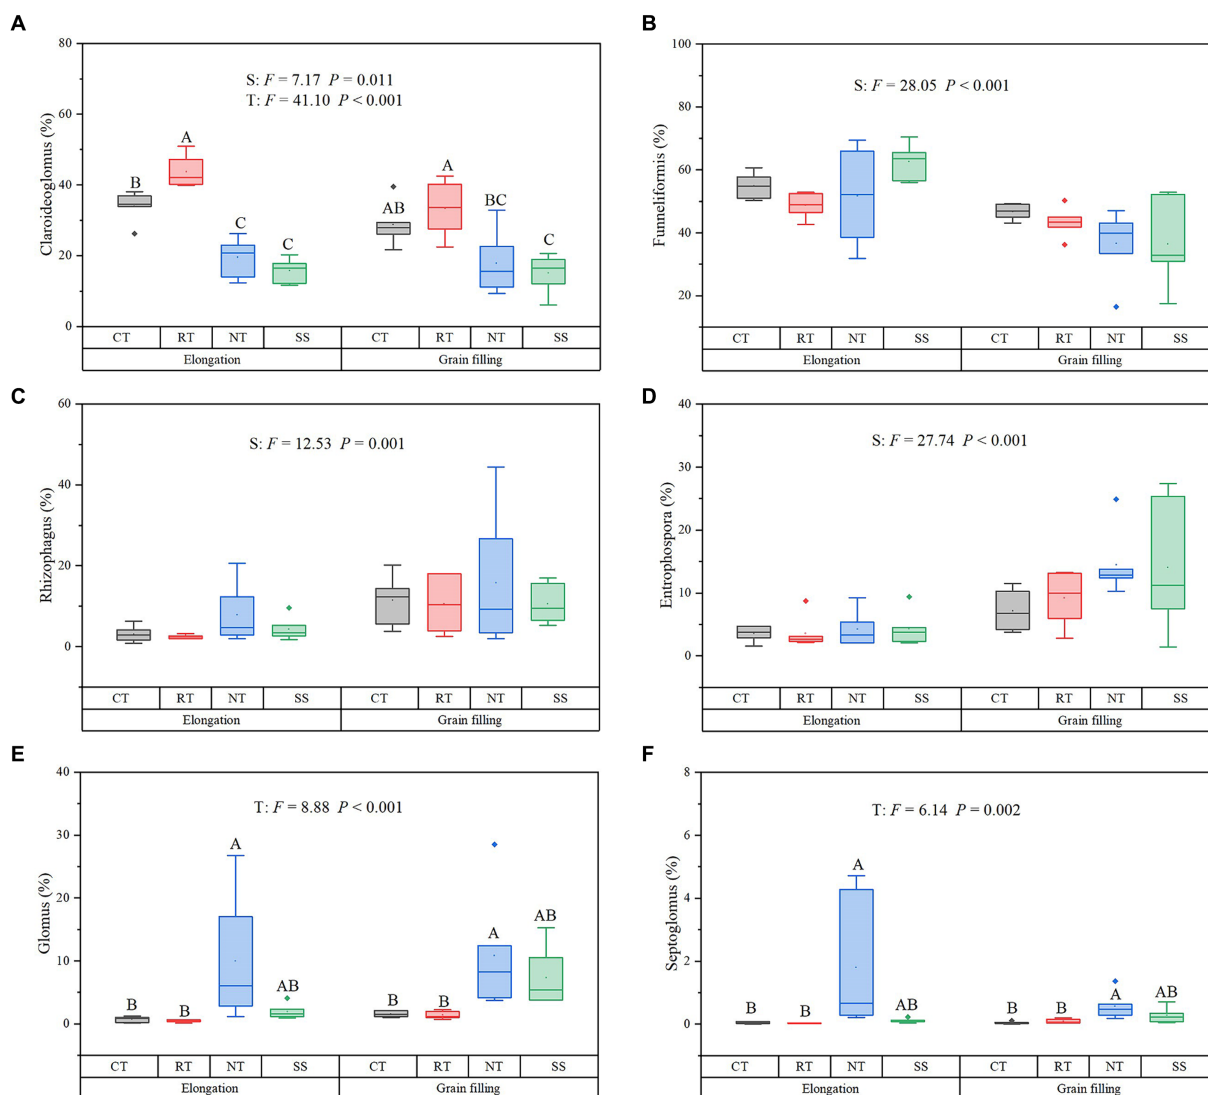 A
Claroideoglomus (%)
80
60
40
20
0
S: F = 7.17 P = 0.011
T: F = 41.10 P < 0.001
B
A
C
C
AB
A
BC
C
CT RT NT SS CT RT NT SS
Elongation Grain filling
B
Funneliformis (%)
100
80
60
40
20
S: F = 28.05 P < 0.001
CT RT NT SS CT RT NT SS
Elongation Grain filling
C
Rhizophagus (%)
60
40
20
0
S: F = 12.53 P = 0.001
CT RT NT SS CT RT NT SS
Elongation Grain filling
D
Entrophospora (%)
40
30
20
10
0
S: F = 27.74 P < 0.001
CT RT NT SS CT RT NT SS
Elongation Grain filling
E
Glomus (%)
40
30
20
10
0
T: F = 8.88 P < 0.001
B
B
A
AB
B
B
A
AB
CT RT NT SS CT RT NT SS
Elongation Grain filling
F
Septoglomus (%)
8
6
4
2
0
T: F = 6.14 P = 0.002
B
B
A
AB
B
B
A
AB
CT RT NT SS CT RT NT SS
Elongation Grain filling